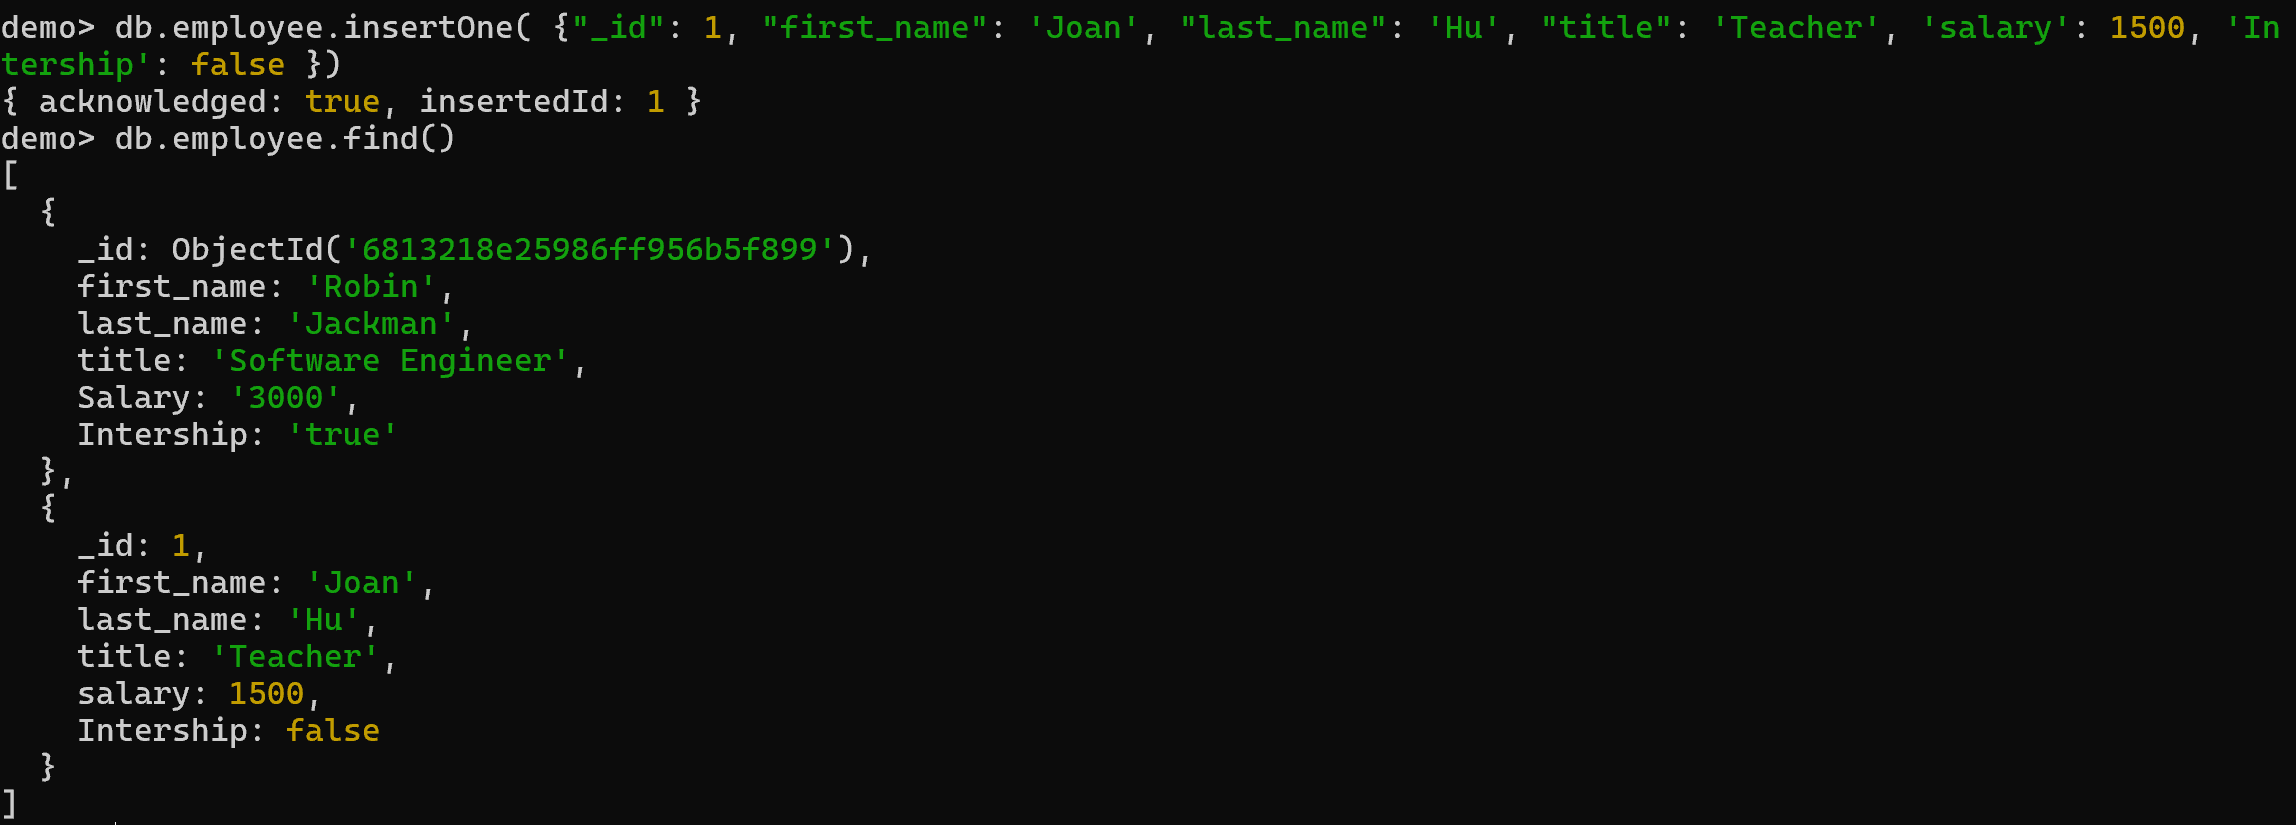 demo> db.employee.insertOne( {"_id": 1, "first_name": 'Joan', "last_name": 'Hu', "title": 'Teacher', 'salary': 1500, 'In
tership': false })
{ acknowledged: true, insertedId: 1 }
demo> db.employee.find()
[
  {
    _id: ObjectId('6813218e25986ff956b5f899'),
    first_name: 'Robin',
    last_name: 'Jackman',
    title: 'Software Engineer',
    Salary: '3000',
    Intership: 'true'
  },
  {
    _id: 1,
    first_name: 'Joan',
    last_name: 'Hu',
    title: 'Teacher',
    salary: 1500,
    Intership: false
  }
]